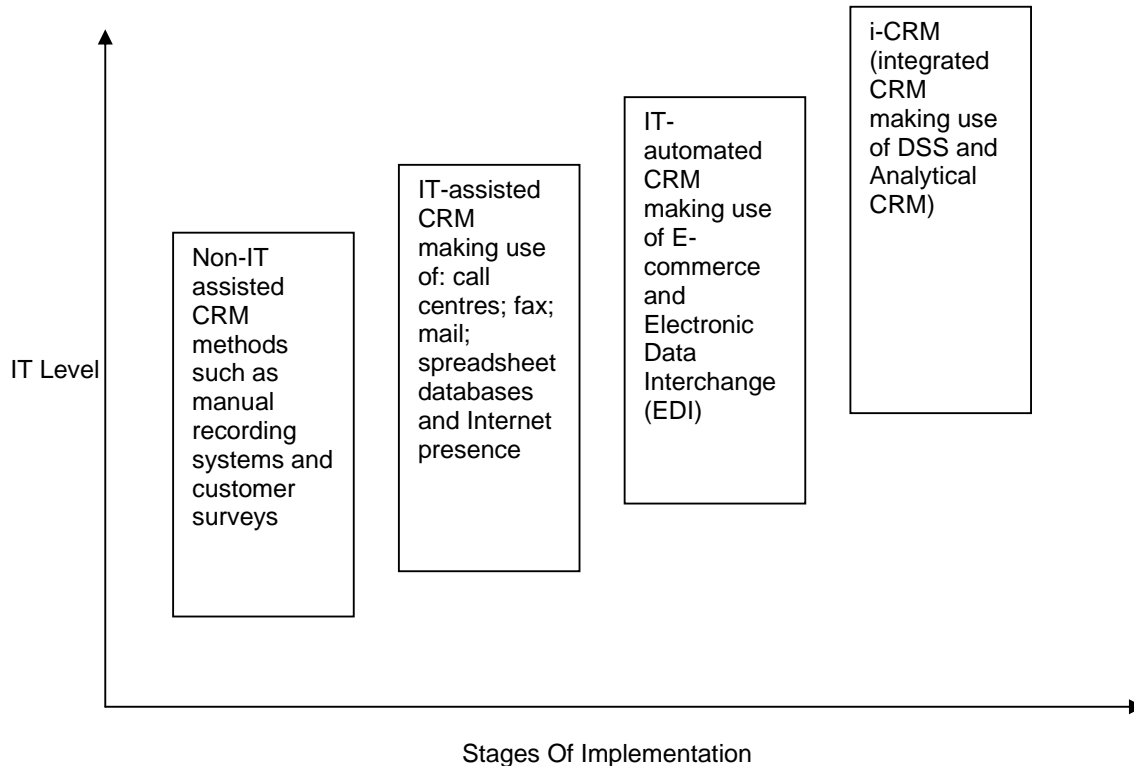 IT Level
Non-IT
assisted
CRM
methods
such as
manual
recording
systems and
customer
surveys
IT-assisted
CRM
making use
of: call
centres; fax;
mail;
spreadsheet
databases
and Internet
presence
IT-
automated
CRM
making use
of E-
commerce
and
Electronic
Data
Interchange
(EDI)
i-CRM
(integrated
CRM
making use
of DSS and
Analytical
CRM)
Stages Of Implementation